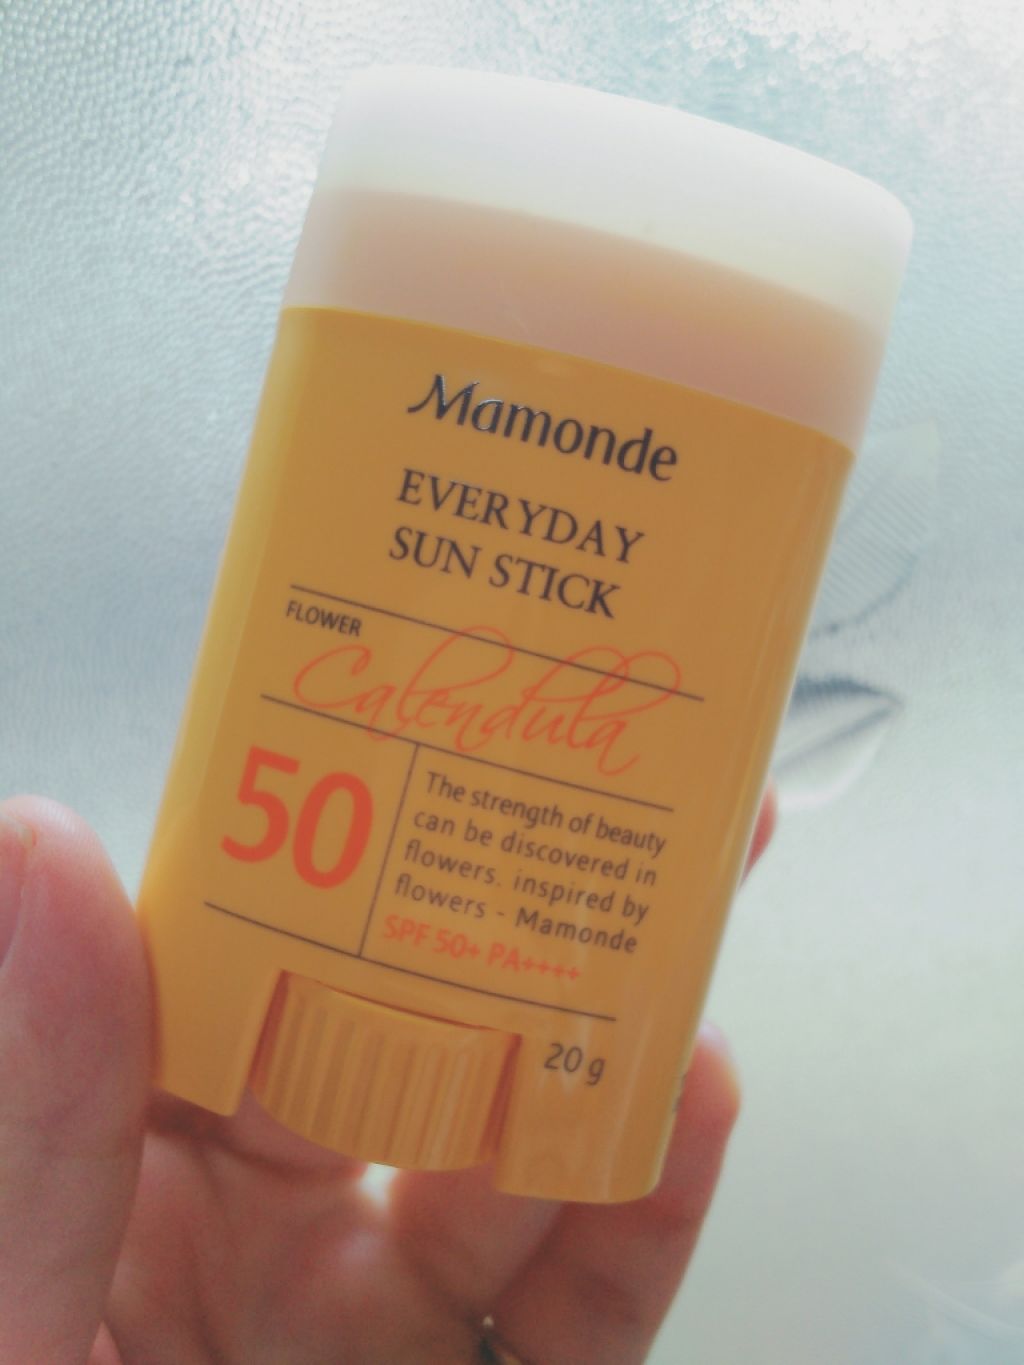 Mamonde
EVERYDAY
SUN STICK
FLOWER
Calendula
50
The strength of beauty
can be discovered in
flowers. inspired by
flowers - Mamonde
SPF 50+ PA++++
20 g